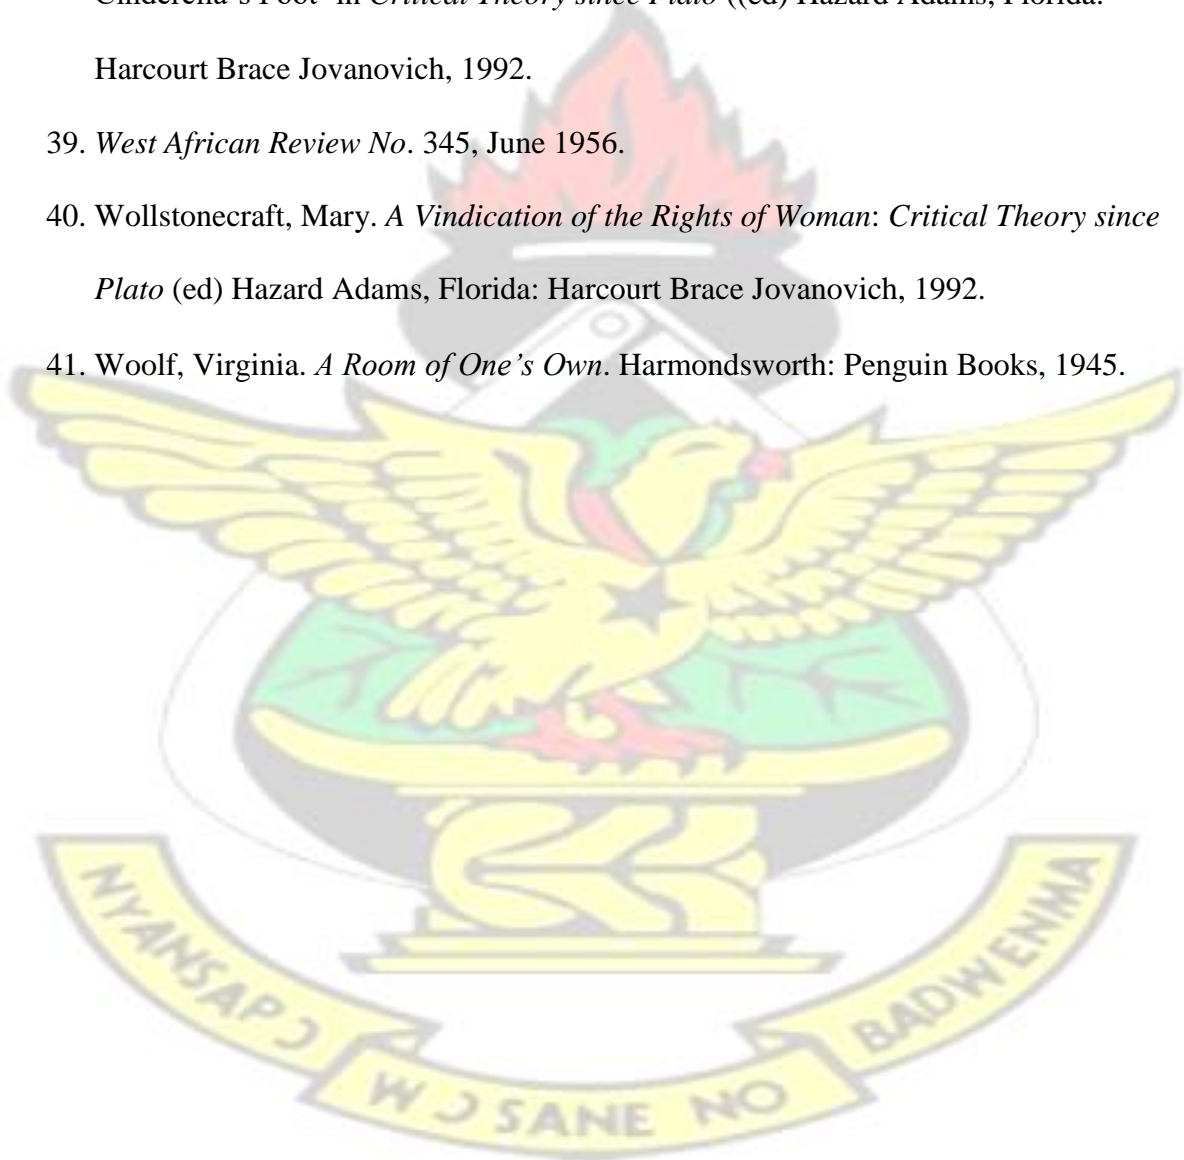 Cinderella's Foot" in Critical Theory since Plato ((ed) Hazard Adams, Florida:
Harcourt Brace Jovanovich, 1992.
39. West African Review No. 345, June 1956.
40. Wollstonecraft, Mary. A Vindication of the Rights of Woman: Critical Theory since
Plato (ed) Hazard Adams, Florida: Harcourt Brace Jovanovich, 1992.
41. Woolf, Virginia. A Room of One’s Own. Harmondsworth: Penguin Books, 1945.
NYANSAPƆ
WƆSANE NO
BADWENMA